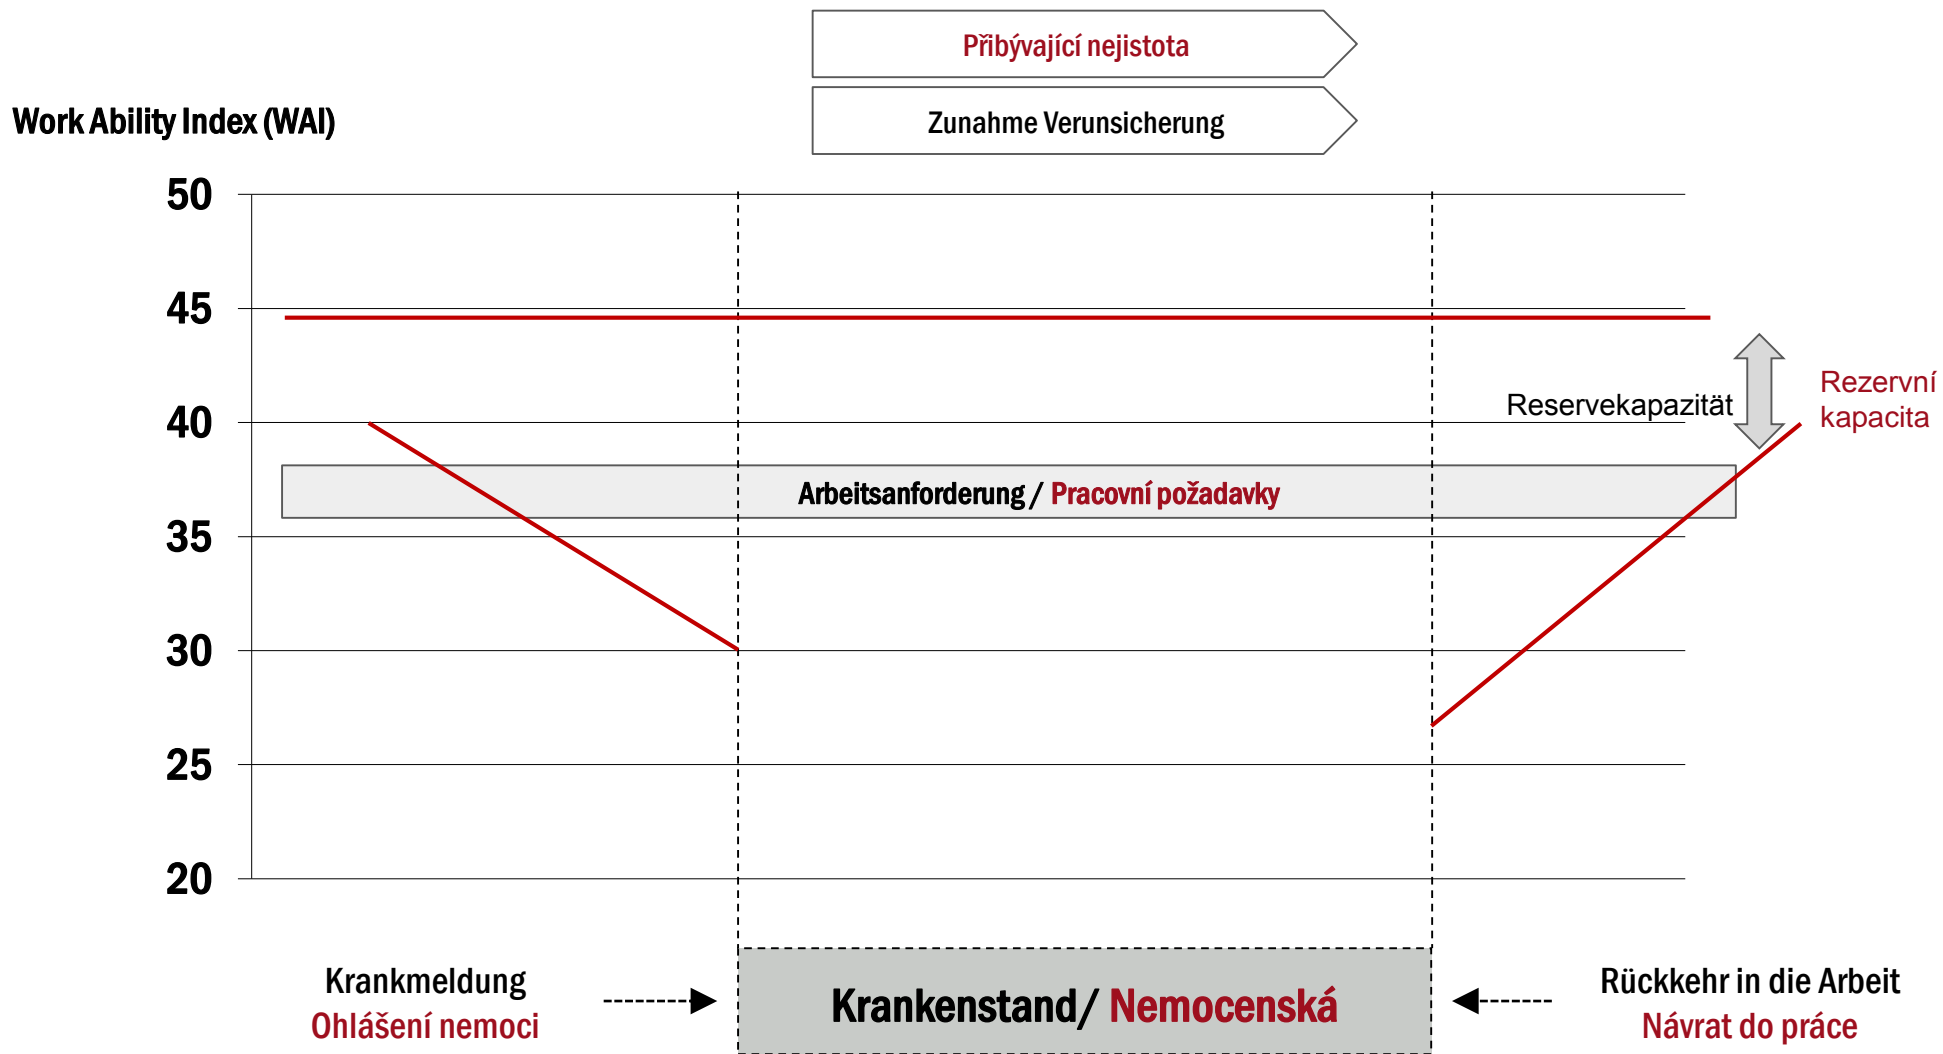 Přibývající nejistota
Zunahme Verunsicherung
Work Ability Index (WAI)
50
45
40
35
30
25
20
Reservekapazität
Rezervní
kapacita
Arbeitsanforderung / Pracovní požadavky
Krankmeldung
Ohlášení nemoci
Krankenstand/ Nemocenská
Rückkehr in die Arbeit
Návrat do práce